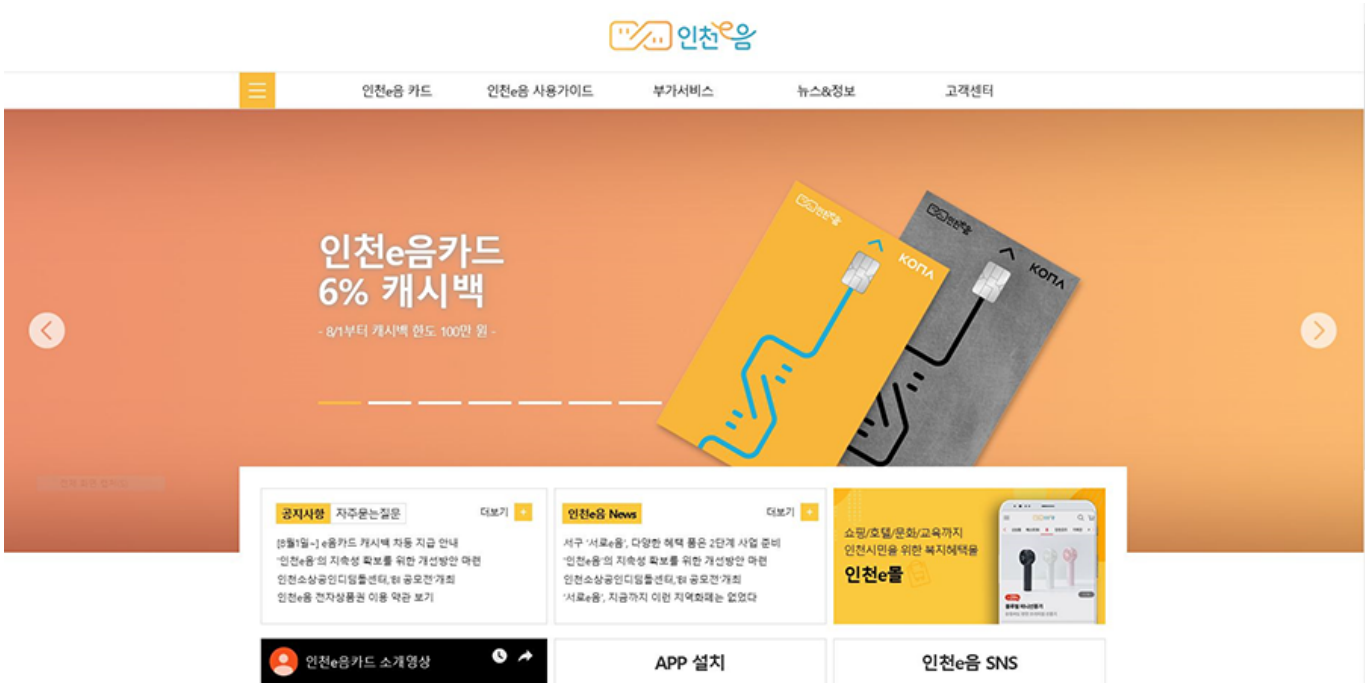 인천e음
인천e음 카드 인천e음 사용가이드 부가서비스 뉴스&정보 고객센터
인천e음카드
6% 캐시백
- 8/1부터 캐시백 한도 100만 원 -
인천e음
KONA
인천e음
KONA
공지사항 자주묻는질문 더보기 +
[8월1일~] e음카드 캐시백 차등 지급 안내
'인천e음'의 지속성 확보를 위한 개선방안 마련
인천소상공인디딤돌센터,'BI 공모전'개최
인천e음 전자상품권 이용 약관 보기
인천e음 News 더보기 +
서구 '서로e음', 다양한 혜택 품은 2단계 사업 준비
'인천e음'의 지속성 확보를 위한 개선방안 마련
인천소상공인디딤돌센터,'BI 공모전'개최
'서로e음', 지금까지 이런 지역화폐는 없었다
쇼핑/호텔/문화/교육까지
인천시민을 위한 복지혜택몰
인천e몰
인천e음카드 소개영상
APP 설치
인천e음 SNS